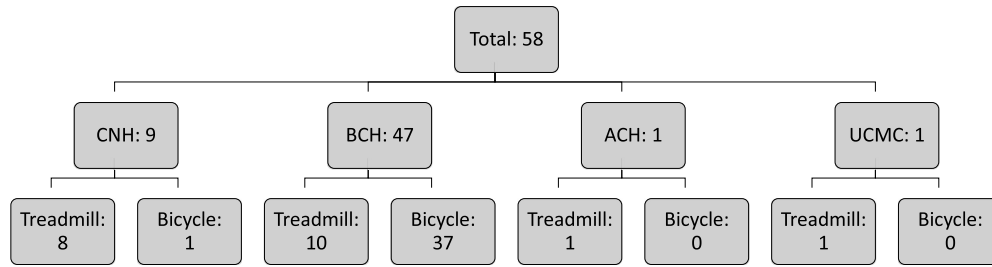 Total: 58
CNH: 9
BCH: 47
ACH: 1
UCMC: 1
Treadmill:
8
Bicycle:
1
Treadmill:
10
Bicycle:
37
Treadmill:
1
Bicycle:
0
Treadmill:
1
Bicycle:
0